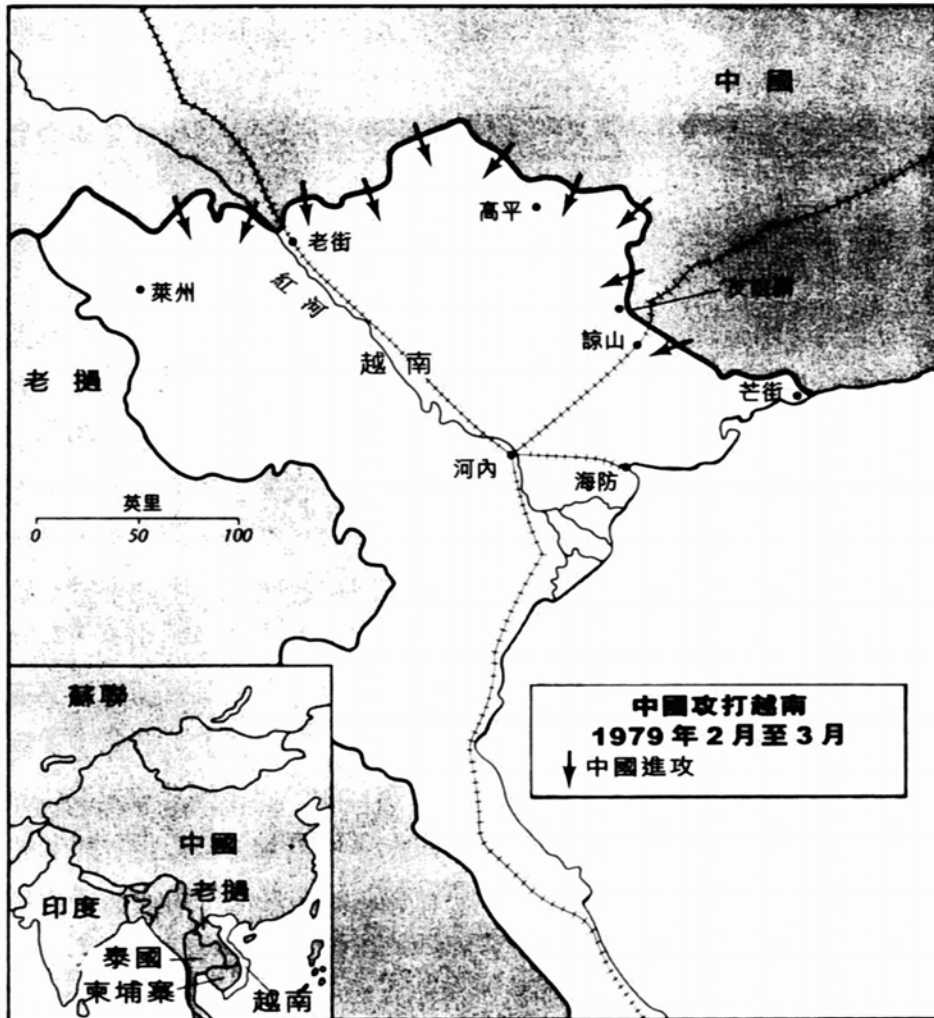 中國
高平
老街
紅河
萊州
諒山
越南
老撾
芒街
河內
海防
英里
0 50 100
中國攻打越南
1979年2月至3月
中國進攻
蘇聯
中國
老撾
印度
泰國
柬埔寨
越南